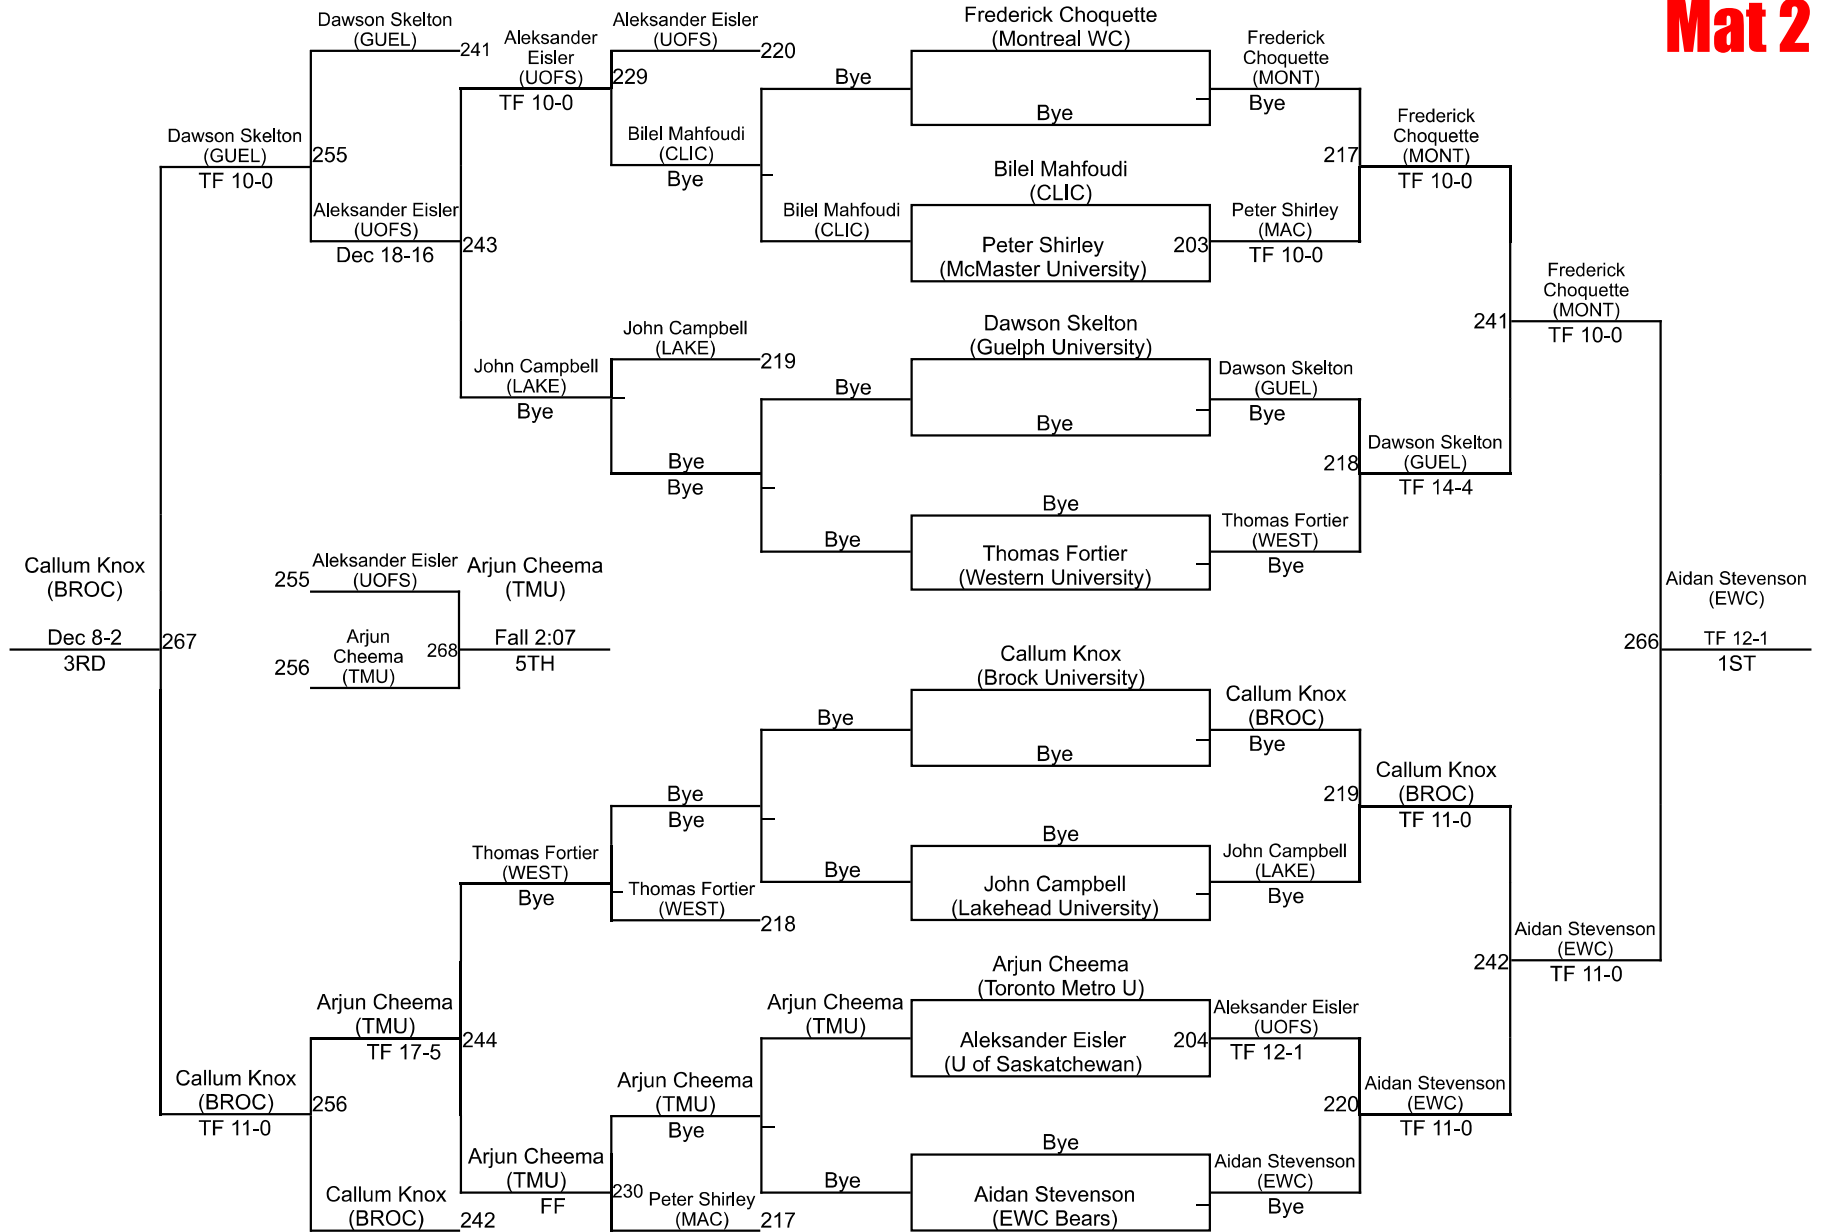 Mat 2
Dawson Skelton
(GUEL)
241
Aleksander
Eisler
(UOFS)
TF 10-0
229
Aleksander Eisler
(UOFS)
220
Bilel Mahfoudi
(CLIC)
Bye
Dawson Skelton
(GUEL)
TF 10-0
255
Aleksander Eisler
(UOFS)
Dec 18-16
243
John Campbell
(LAKE)
Bye
John Campbell
(LAKE)
219
Bye
Bye
Bye
Bilel Mahfoudi
(CLIC)
Bye
Bye
Frederick Choquette
(Montreal WC)
Bye
Bilel Mahfoudi
(CLIC)
Peter Shirley
(McMaster University)
203
Dawson Skelton
(Guelph University)
Bye
Bye
Thomas Fortier
(Western University)
Frederick
Choquette
(MONT)
Bye
217
Peter Shirley
(MAC)
TF 10-0
Dawson Skelton
(GUEL)
Bye
218
Thomas Fortier
(WEST)
Bye
Frederick
Choquette
(MONT)
TF 10-0
241
Dawson Skelton
(GUEL)
TF 14-4
Frederick
Choquette
(MONT)
TF 10-0
Callum Knox
(BROC)
Dec 8-2
3RD
267
255
Aleksander Eisler
(UOFS)
256
Arjun
Cheema
(TMU)
268
Arjun Cheema
(TMU)
Fall 2:07
5TH
266
Aidan Stevenson
(EWC)
TF 12-1
1ST
Callum Knox
(Brock University)
Bye
Bye
John Campbell
(Lakehead University)
Arjun Cheema
(Toronto Metro U)
Aleksander Eisler
(U of Saskatchewan)
204
Bye
Aidan Stevenson
(EWC Bears)
Bye
Bye
Arjun Cheema
(TMU)
Bye
Bye
Bye
Thomas Fortier
(WEST)
218
Thomas Fortier
(WEST)
Bye
Arjun Cheema
(TMU)
TF 17-5
244
Arjun Cheema
(TMU)
Bye
Arjun Cheema
(TMU)
FF
230
Peter Shirley
(MAC)
217
Callum Knox
(BROC)
TF 11-0
256
Callum Knox
(BROC)
242
Callum Knox
(BROC)
Bye
219
John Campbell
(LAKE)
Bye
Callum Knox
(BROC)
TF 11-0
242
Aleksander Eisler
(UOFS)
TF 12-1
220
Aidan Stevenson
(EWC)
Bye
Aidan Stevenson
(EWC)
TF 11-0
Aidan Stevenson
(EWC)
TF 11-0